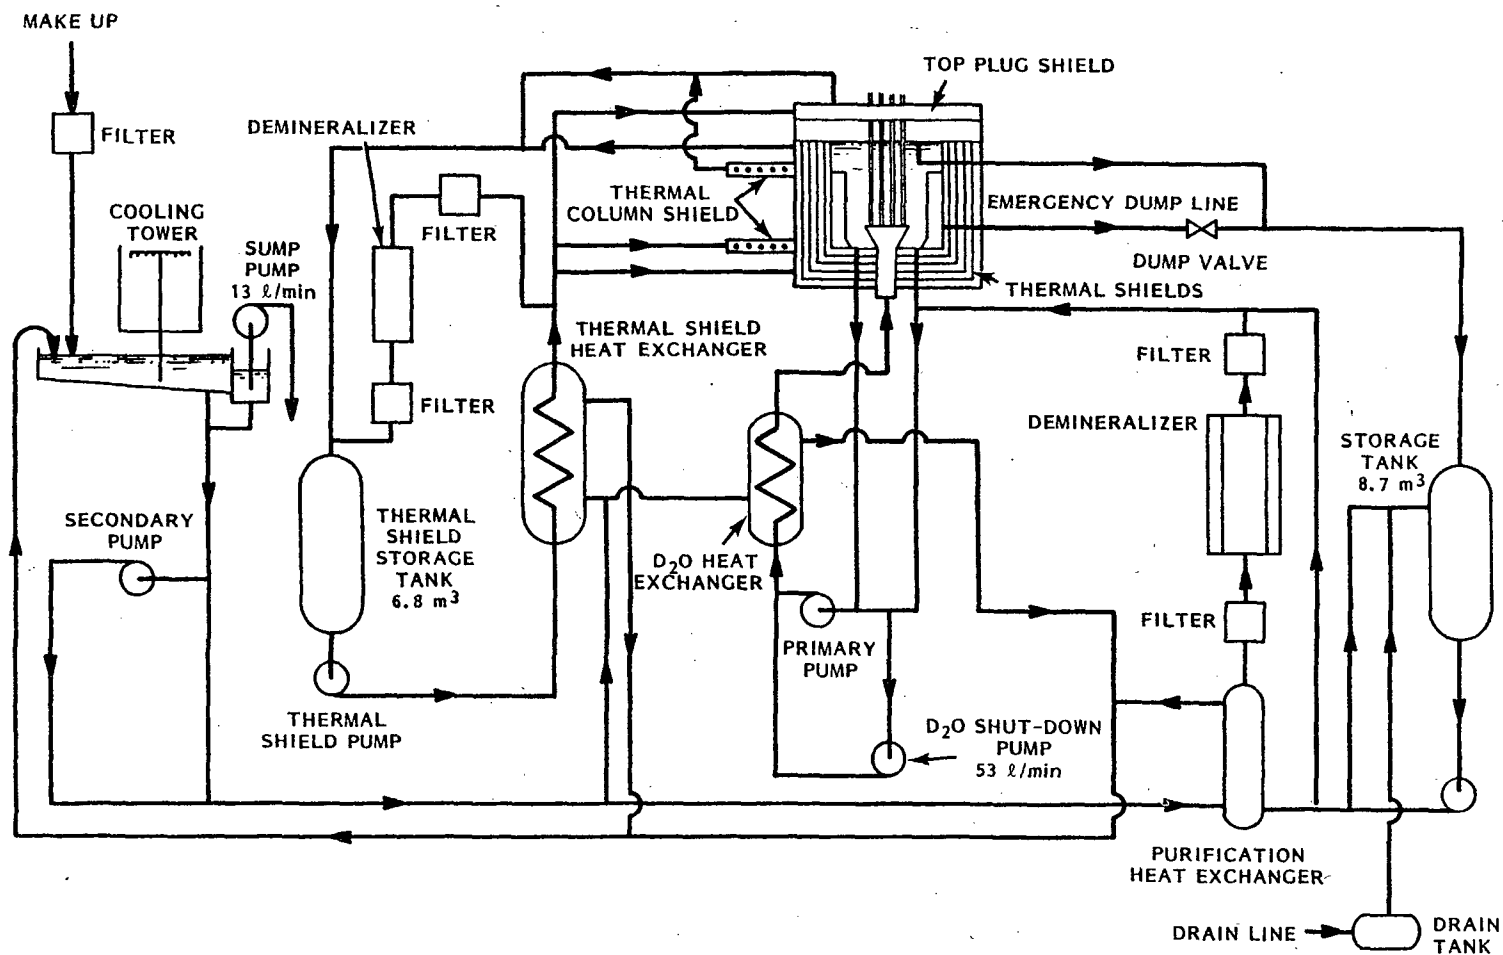 MAKE UP
FILTER
DEMINERALIZER
TOP PLUG SHIELD
COOLING
TOWER
SUMP
PUMP
13 ℓ/min
FILTER
THERMAL
COLUMN SHIELD
EMERGENCY DUMP LINE
DUMP VALVE
THERMAL SHIELDS
THERMAL SHIELD
HEAT EXCHANGER
FILTER
FILTER
DEMINERALIZER
STORAGE
TANK
8.7 m³
SECONDARY
PUMP
THERMAL
SHIELD
STORAGE
TANK
6.8 m³
D₂O HEAT
EXCHANGER
FILTER
PRIMARY
PUMP
THERMAL
SHIELD PUMP
D₂O SHUT-DOWN
PUMP
53 ℓ/min
PURIFICATION
HEAT EXCHANGER
DRAIN LINE
DRAIN
TANK